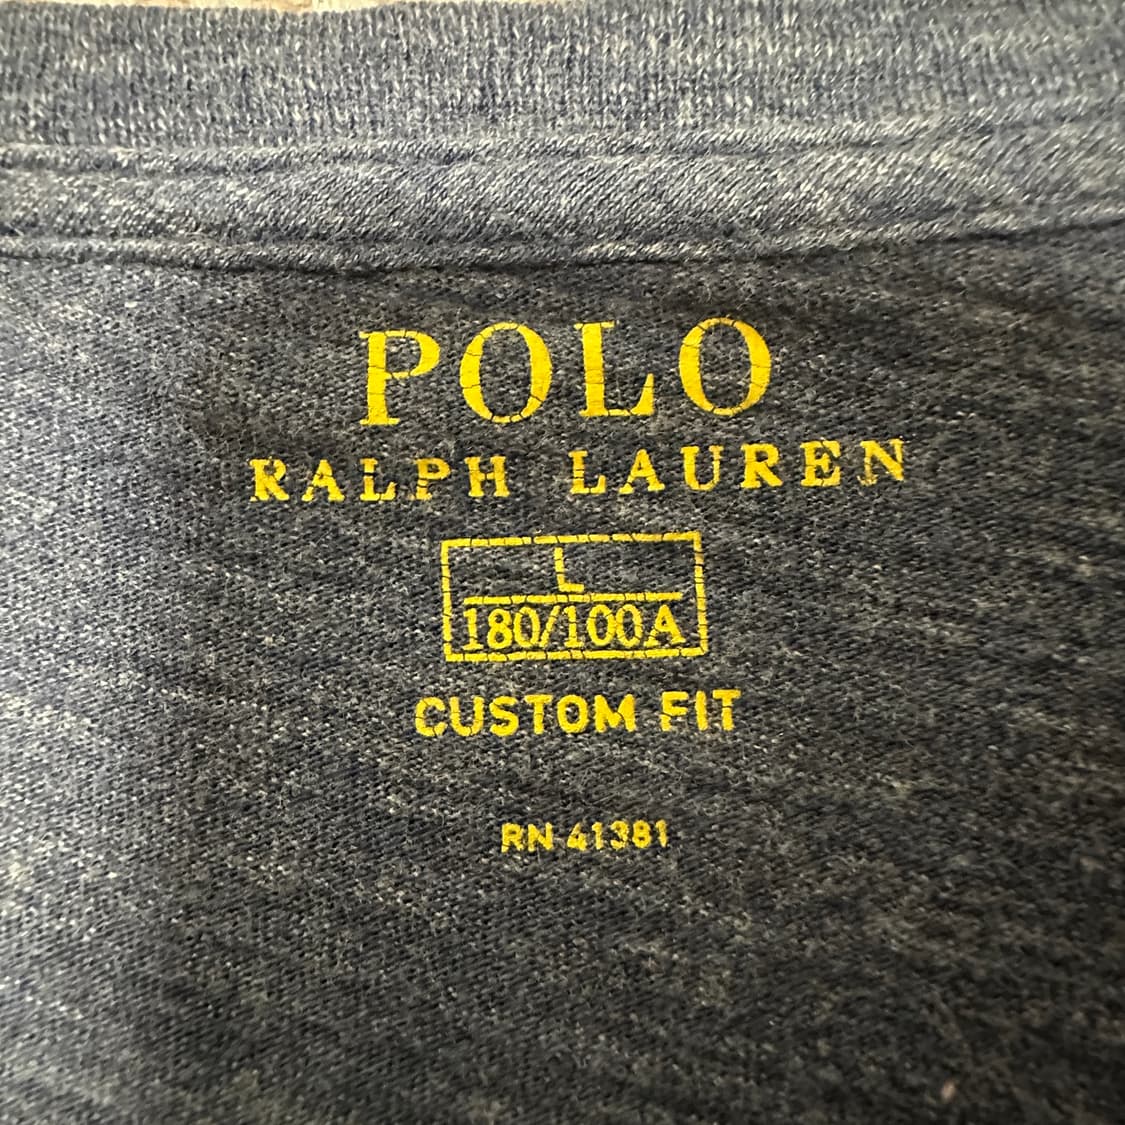 POLO
RALPH LAUREN
L
180/100A
CUSTOM FIT
RN 41381